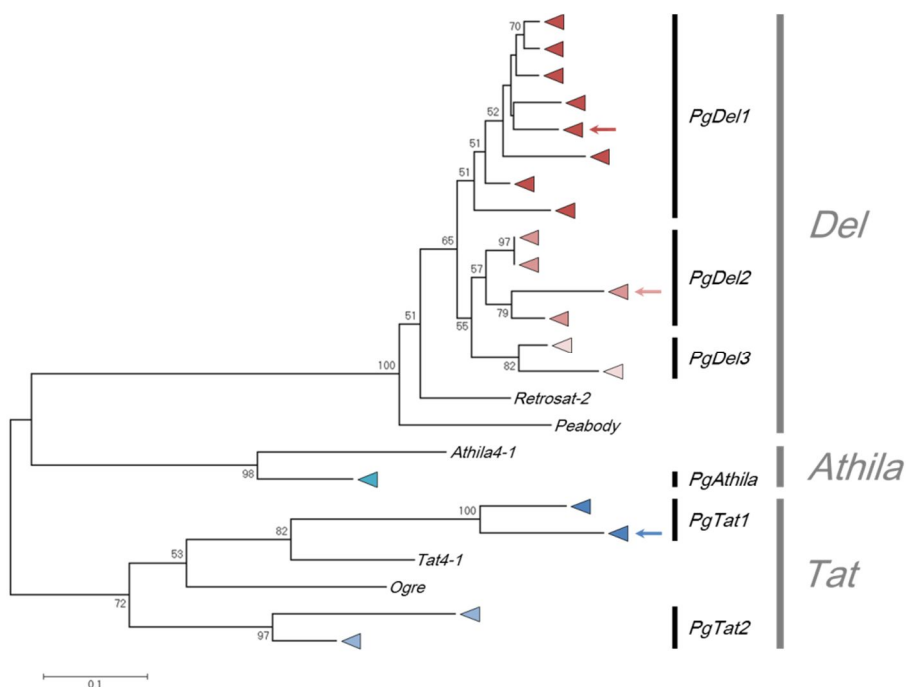 70
PgDel1
52
51
51
Del
97
65
57
PgDel2
79
55
PgDel3
51
82
100
Retrosat-2
Peabody
Athila4-1
Athila
98
PgAthila
100
PgTat1
82
53
Tat4-1
Tat
Ogre
72
PgTat2
97
0.1